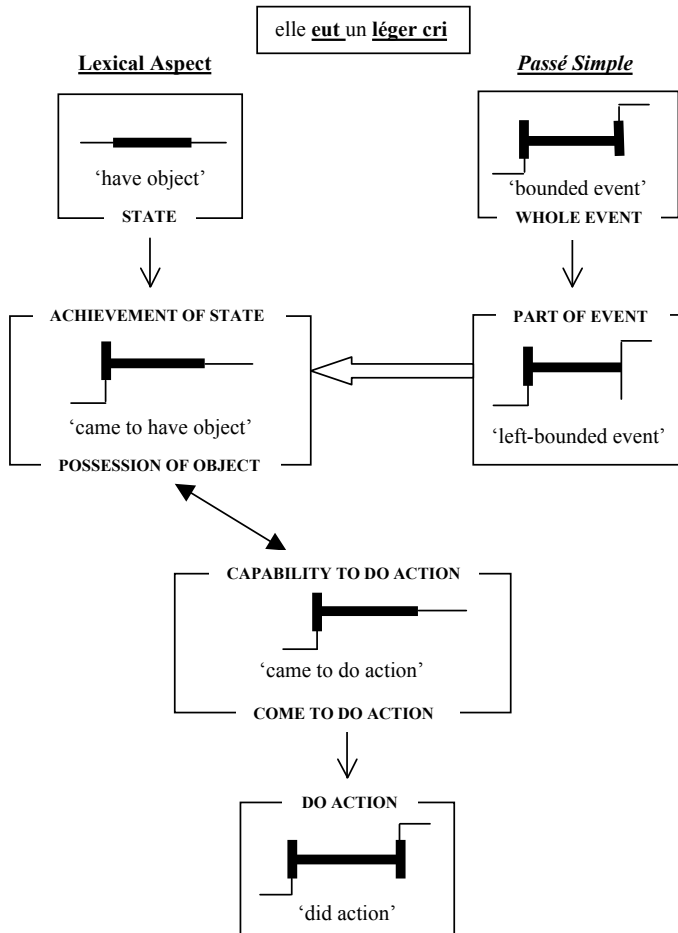 elle eut un léger cri
Lexical Aspect
Passé Simple
‘have object’
STATE
‘bounded event’
WHOLE EVENT
ACHIEVEMENT OF STATE
‘came to have object’
POSSESSION OF OBJECT
PART OF EVENT
‘left-bounded event’
CAPABILITY TO DO ACTION
‘came to do action’
COME TO DO ACTION
DO ACTION
‘did action’